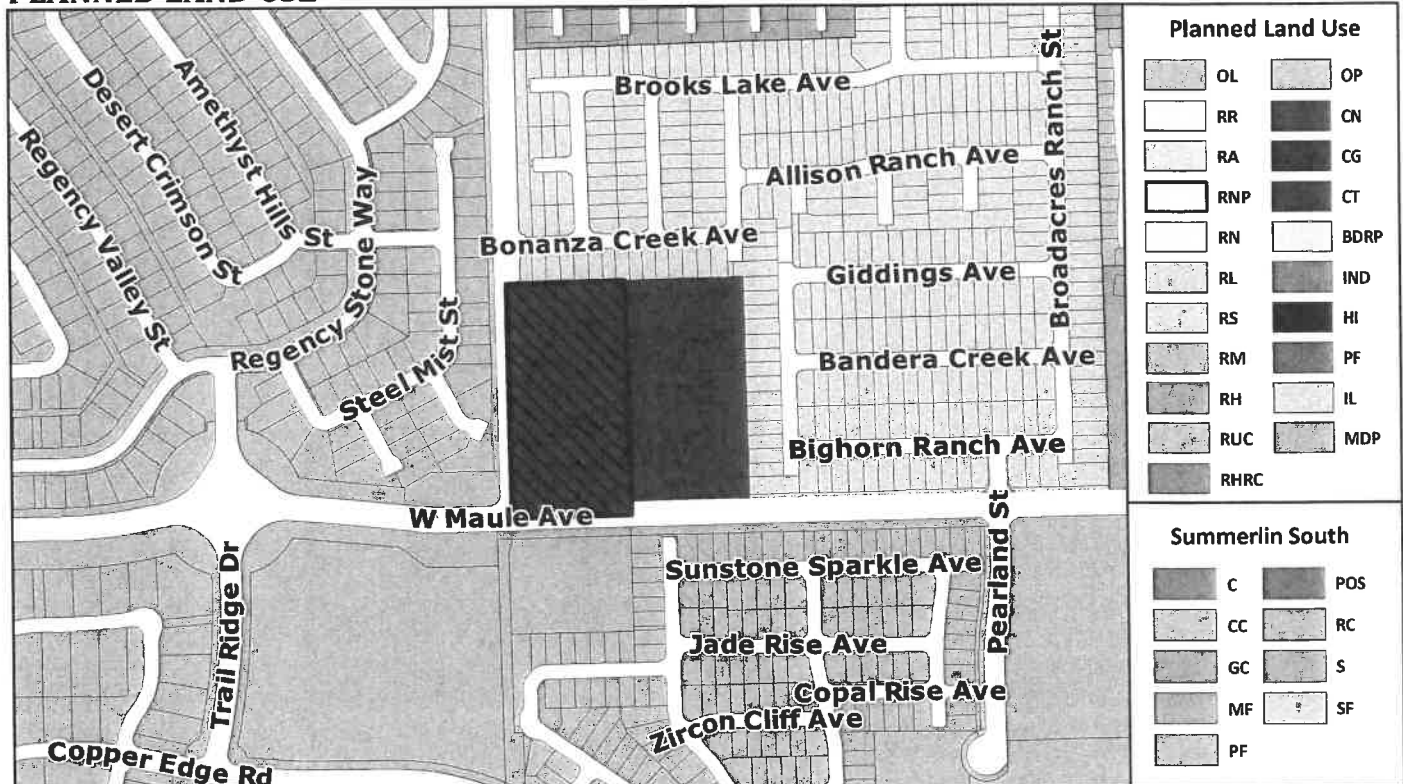 PLANNED LAND USE
Brooks Lake Ave
Broadacres Ranch St
Amethyst Hills St
Desert Crimson St
Regency Valley St
Allison Ranch Ave
Regency Stone Way
Bonanza Creek Ave
Giddings Ave
Steel Mist St
Bandera Creek Ave
Bighorn Ranch Ave
W Maule Ave
Pearland St
Trail Ridge Dr
Sunstone Sparkle Ave
Jade Rise Ave
Copal Rise Ave
Zircon Cliff Ave
Copper Edge Rd
Planned Land Use
OL
OP
RR
CN
RA
CG
RNP
CT
RN
BDRP
RL
IND
RS
HI
RM
PF
RH
IL
RUC
MDP
RHRC
Summerlin South
C
POS
CC
RC
GC
S
MF
SF
PF